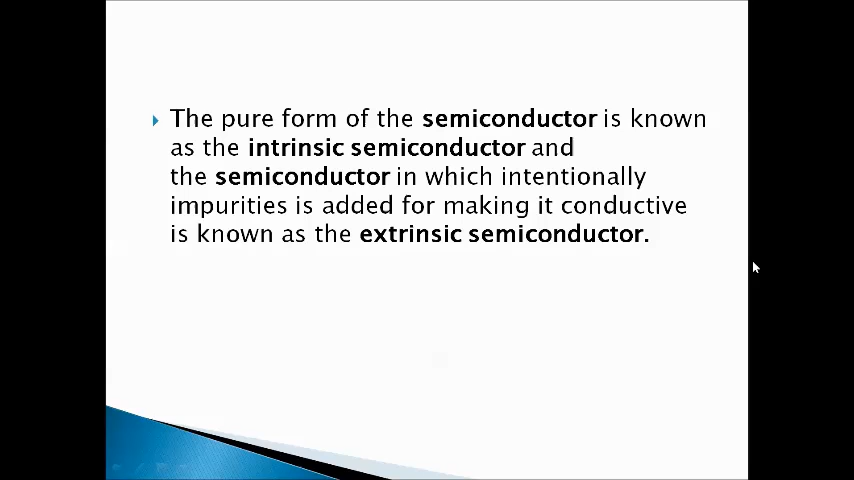 The pure form of the semiconductor is known
as the intrinsic semiconductor and
the semiconductor in which intentionally
impurities is added for making it conductive
is known as the extrinsic semiconductor.